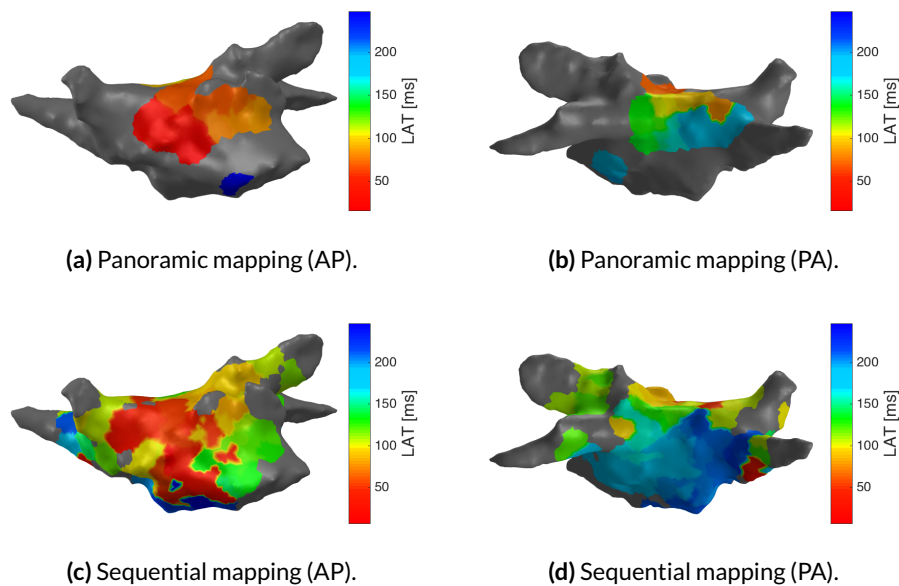 200
150
100
50
LAT [ms]
200
150
100
50
LAT [ms]
(a) Panoramic mapping (AP).
(b) Panoramic mapping (PA).
200
150
100
50
LAT [ms]
200
150
100
50
LAT [ms]
(c) Sequential mapping (AP).
(d) Sequential mapping (PA).